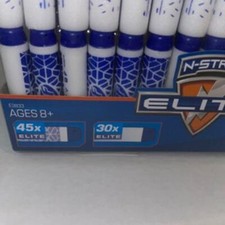 N-STR
ELIT
AGES 8+
45x 30x
ELITE ELITE